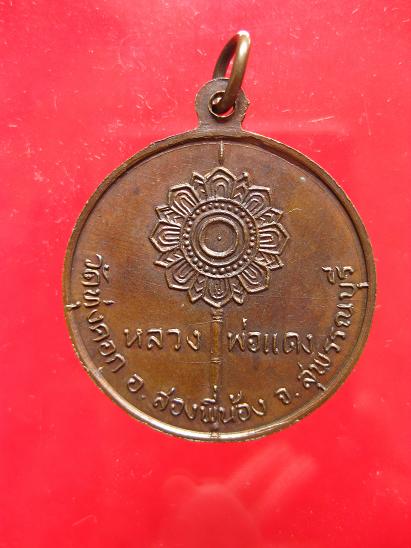 หลวง พ่อแดง
วัดทุ่งคอก อ. สองพี่น้อง จ. สุพรรณบุรี